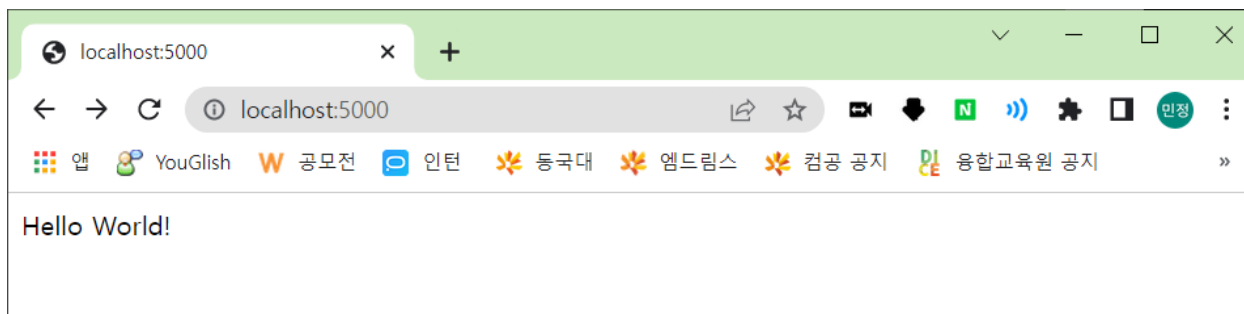 localhost:5000
localhost:5000 N 민정
앱 YouGlish W 공모전 인턴 동국대 엠드림스 컴공 공지 DICE 융합교육원 공지 »
Hello World!